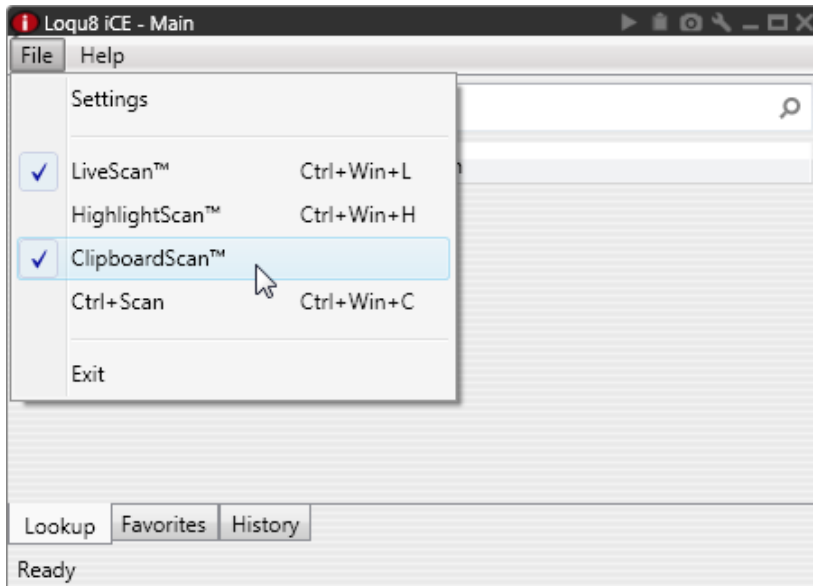 Loqu8 iCE - Main
File Help
Settings
LiveScan™ Ctrl+Win+L
HighlightScan™ Ctrl+Win+H
ClipboardScan™
Ctrl+Scan Ctrl+Win+C
Exit
Lookup Favorites History
Ready